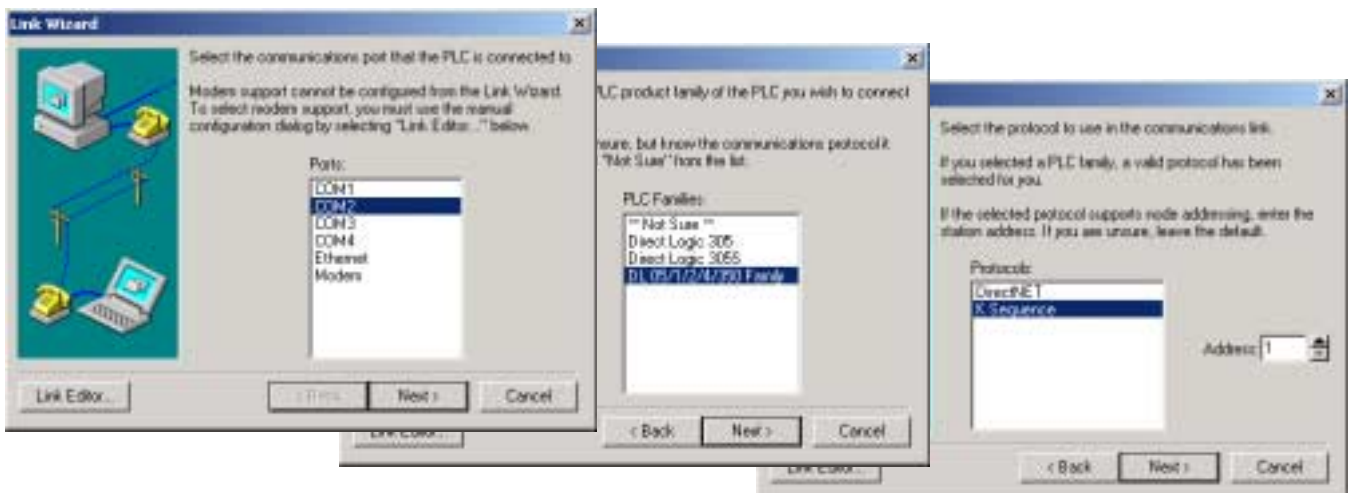 Link Wizard
Select the communications port that the PLC is connected to.
Modem support cannot be configured from the Link Wizard.
To select modem support, you must use the manual
configuration dialog by selecting "Link Editor..." below.
Ports:
COM1
COM2
COM3
COM4
Ethernet
Modem
Link Editor...
< Back
Next >
Cancel
PLC product family of the PLC you wish to connect
sure, but know the communications protocol it
"Not Sure" from the list.
PLC Families:
** Not Sure **
Direct Logic 305
Direct Logic 305S
DL 05/1/2/4/350 Family
Link Editor...
< Back
Next >
Cancel
Select the protocol to use in the communications link.
If you selected a PLC family, a valid protocol has been
selected for you.
If the selected protocol supports node addressing, enter the
station address. If you are unsure, leave the default.
Protocols:
DirectNET
K Sequence
Address: 1
Link Editor...
< Back
Next >
Cancel